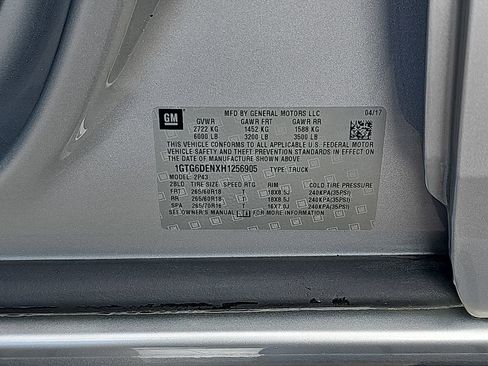 GM
MFD BY GENERAL MOTORS LLC 04/17
GVWR GAWR FRT GAWR RR
2722 KG 1452 KG 1588 KG
6000 LB 3200 LB 3500 LB
THIS VEHICLE CONFORMS TO ALL APPLICABLE U.S. FEDERAL MOTOR
VEHICLE SAFETY AND THEFT PREVENTION STANDARDS IN EFFECT ON
THE DATE OF MANUFACTURE SHOWN ABOVE.
1GTG6DENXH1256905 TYPE: TRUCK
MODEL: 2P43
28LD TIRE SIZE SPEED RTG RIM COLD TIRE PRESSURE
FRT 265/60R18 T 18X8.5J 240KPA(35PSI)
RR 265/60R18 T 18X8.5J 240KPA(35PSI)
SPA 265/70R16 T 16X7.0J 240KPA(35PSI)
SEE OWNER'S MANUAL FOR MORE INFORMATION.